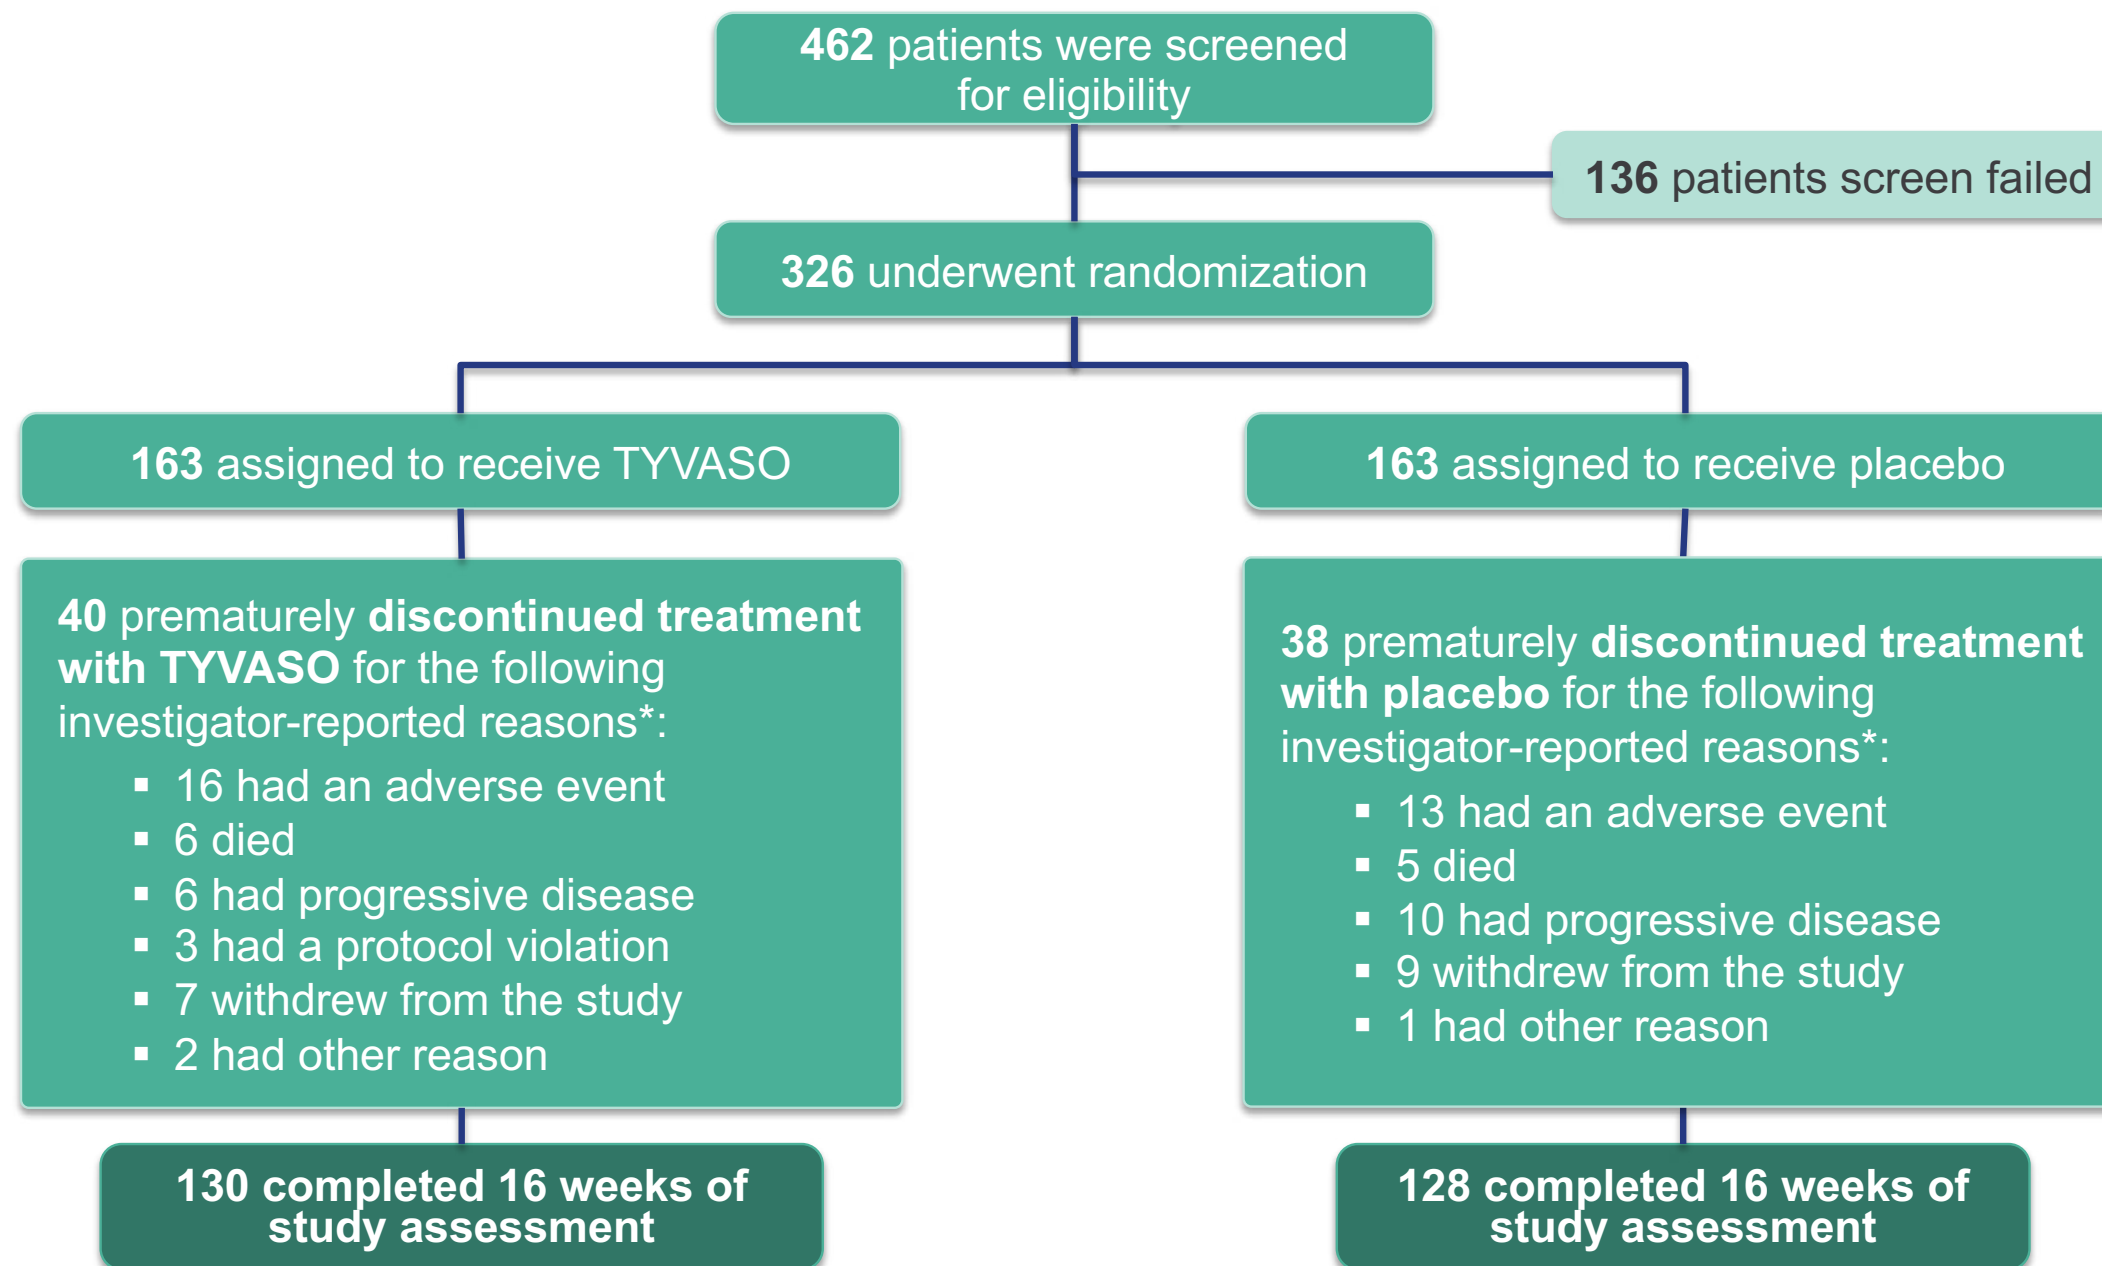 462 patients were screened
for eligibility
136 patients screen failed
326 underwent randomization
163 assigned to receive TYVASO
163 assigned to receive placebo
40 prematurely discontinued treatment
with TYVASO for the following
investigator-reported reasons*:
▪ 16 had an adverse event
▪ 6 died
▪ 6 had progressive disease
▪ 3 had a protocol violation
▪ 7 withdrew from the study
▪ 2 had other reason
38 prematurely discontinued treatment
with placebo for the following
investigator-reported reasons*:
▪ 13 had an adverse event
▪ 5 died
▪ 10 had progressive disease
▪ 9 withdrew from the study
▪ 1 had other reason
130 completed 16 weeks of
study assessment
128 completed 16 weeks of
study assessment